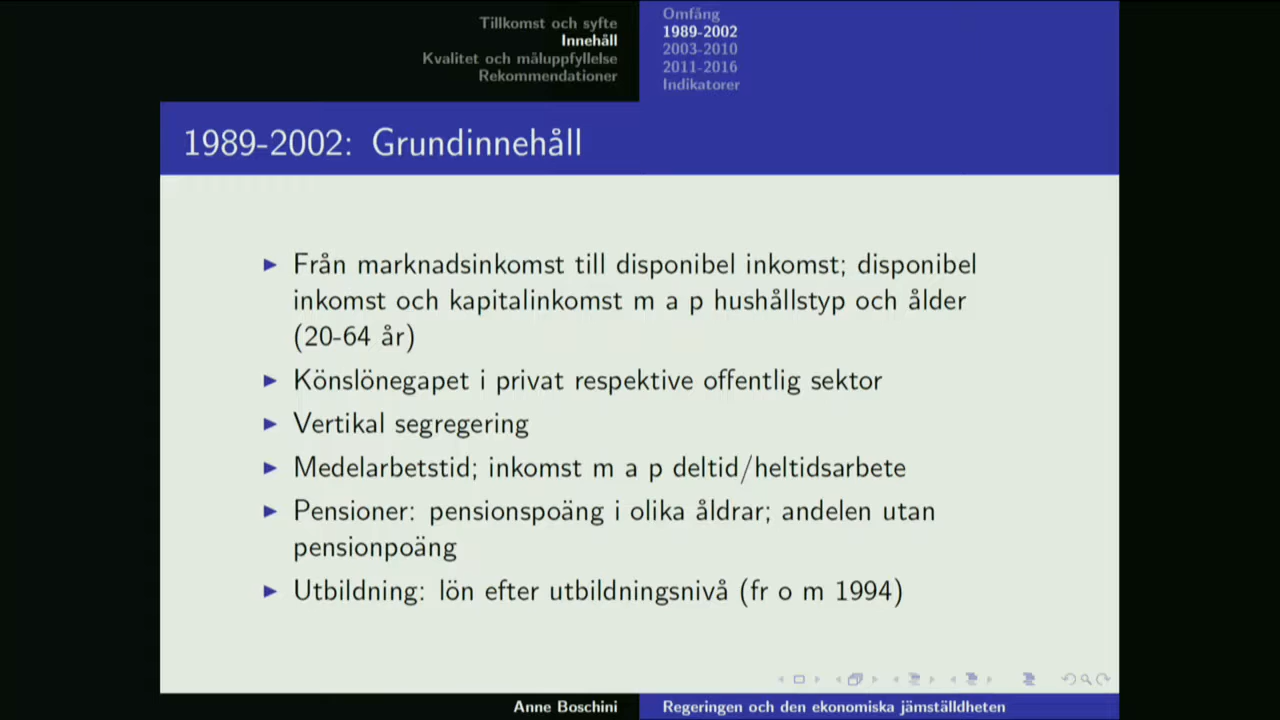 Tillkomst och syfte
Innehåll
Kvalitet och måluppfyllelse
Rekommendationer
Omfång
1989-2002
2003-2010
2011-2016
Indikatorer
1989-2002: Grundinnehåll
Från marknadsinkomst till disponibel inkomst; disponibel
inkomst och kapitalinkomst m a p hushållstyp och ålder
(20-64 år)
Könslönegapet i privat respektive offentlig sektor
Vertikal segregering
Medelarbetstid; inkomst m a p deltid/heltidsarbete
Pensioner: pensionspoäng i olika åldrar; andelen utan
pensionpoäng
Utbildning: lön efter utbildningsnivå (fr o m 1994)
Anne Boschini
Regeringen och den ekonomiska jämställdheten